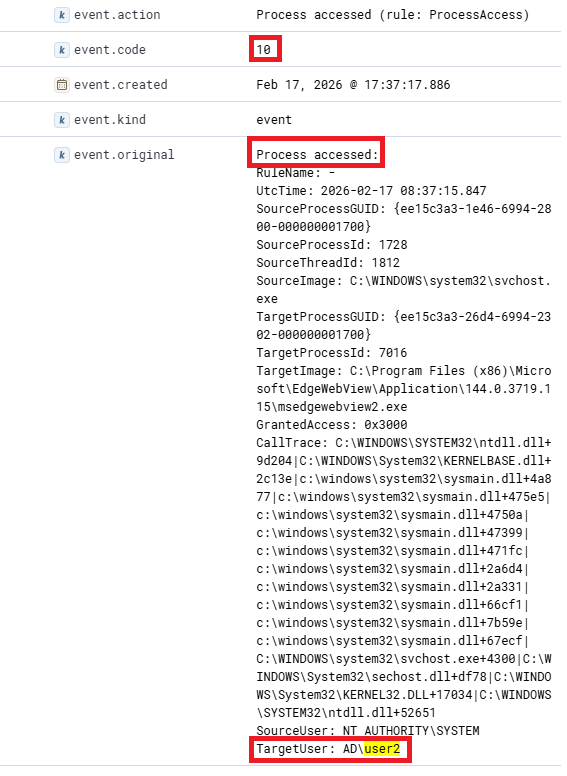 k event.action Process accessed (rule: ProcessAccess)
k event.code 10
event.created Feb 17, 2026 @ 17:37:17.886
k event.kind event
k event.original Process accessed:
RuleName: -
UtcTime: 2026-02-17 08:37:15.847
SourceProcessGUID: {ee15c3a3-1e46-6994-28
00-000000001700}
SourceProcessId: 1728
SourceThreadId: 1812
SourceImage: C:\WINDOWS\system32\svchost.
exe
TargetProcessGUID: {ee15c3a3-26d4-6994-23
02-000000001700}
TargetProcessId: 7016
TargetImage: C:\Program Files (x86)\Micro
soft\EdgeWebView\Application\144.0.3719.1
15\msedgewebview2.exe
GrantedAccess: 0x3000
CallTrace: C:\WINDOWS\SYSTEM32\ntdll.dll+
9d204|C:\WINDOWS\System32\KERNELBASE.dll+
2c13e|c:\windows\system32\sysmain.dll+4a8
77|c:\windows\system32\sysmain.dll+475e5|
c:\windows\system32\sysmain.dll+4750a|
c:\windows\system32\sysmain.dll+47399|
c:\windows\system32\sysmain.dll+471fc|
c:\windows\system32\sysmain.dll+2a6d4|
c:\windows\system32\sysmain.dll+2a331|
c:\windows\system32\sysmain.dll+66cf1|
c:\windows\system32\sysmain.dll+7b59e|
c:\windows\system32\sysmain.dll+67ecf|
C:\WINDOWS\system32\svchost.exe+4300|C:\W
INDOWS\System32\sechost.dll+df78|C:\WINDO
WS\System32\KERNEL32.DLL+17034|C:\WINDOWS
\SYSTEM32\ntdll.dll+52651
SourceUser: NT AUTHORITY\SYSTEM
TargetUser: AD\user2